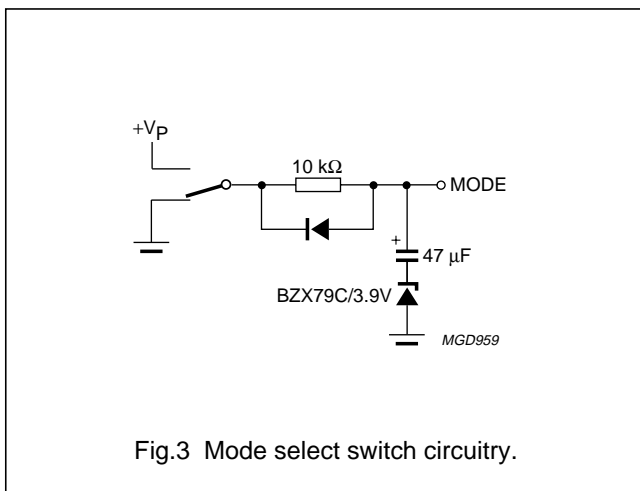 +VP
10 kΩ
MODE
+
47 µF
BZX79C/3.9V
MGD959
Fig.3 Mode select switch circuitry.